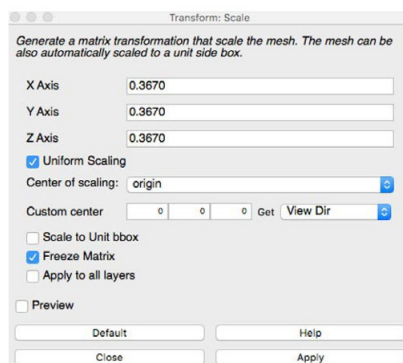 Transform: Scale
Generate a matrix transformation that scale the mesh. The mesh can be
also automatically scaled to a unit side box.
X Axis 0.3670
Y Axis 0.3670
Z Axis 0.3670
Uniform Scaling
Center of scaling: origin
Custom center 0 0 0 Get View Dir
Scale to Unit bbox
Freeze Matrix
Apply to all layers
Preview
Default Help
Close Apply